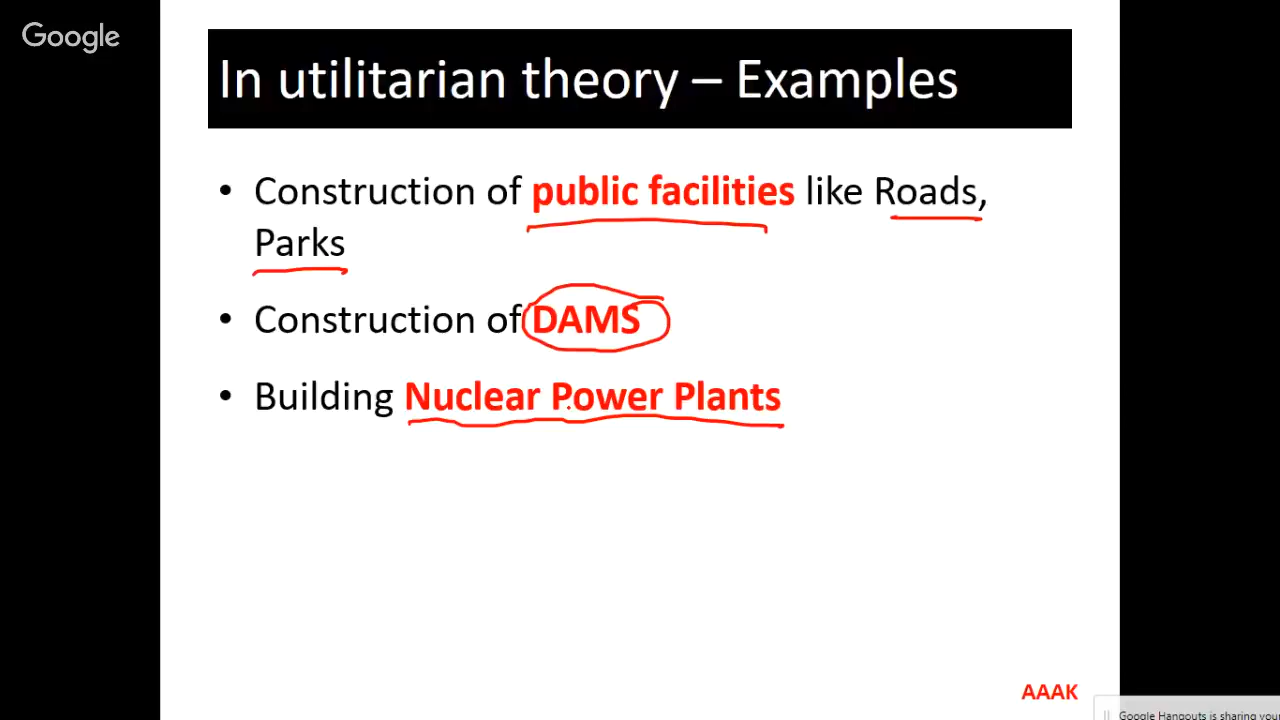 Google
In utilitarian theory – Examples
• Construction of public facilities like Roads,
Parks
• Construction of DAMS
• Building Nuclear Power Plants
AAAK
Google Hangouts is sharing you